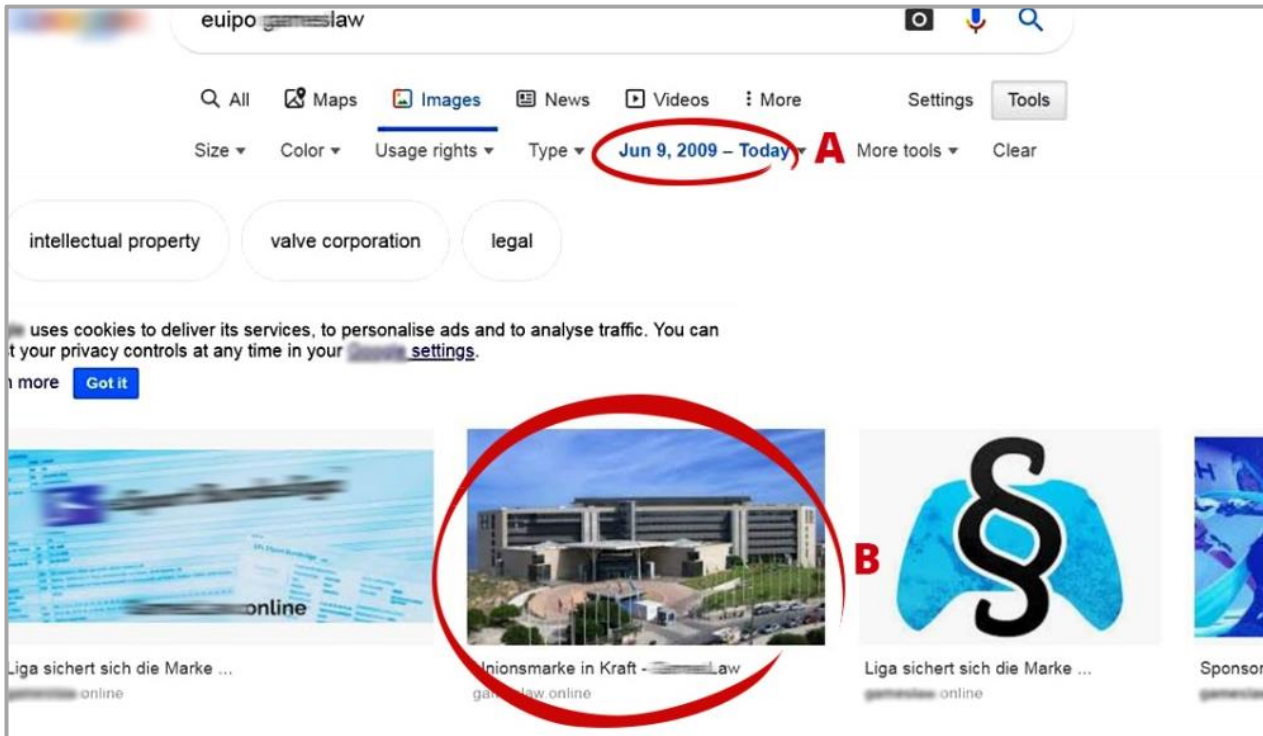 euipo law
All Maps Images News Videos More Settings Tools
Size Color Usage rights Type Jun 9, 2009 – Today A More tools Clear
intellectual property valve corporation legal
uses cookies to deliver its services, to personalise ads and to analyse traffic. You can
t your privacy controls at any time in your settings.
more Got it
online
B
§
Liga sichert sich die Marke ...
online
Unionsmarke in Kraft - Law
law.online
Liga sichert sich die Marke ...
online
Sponsor